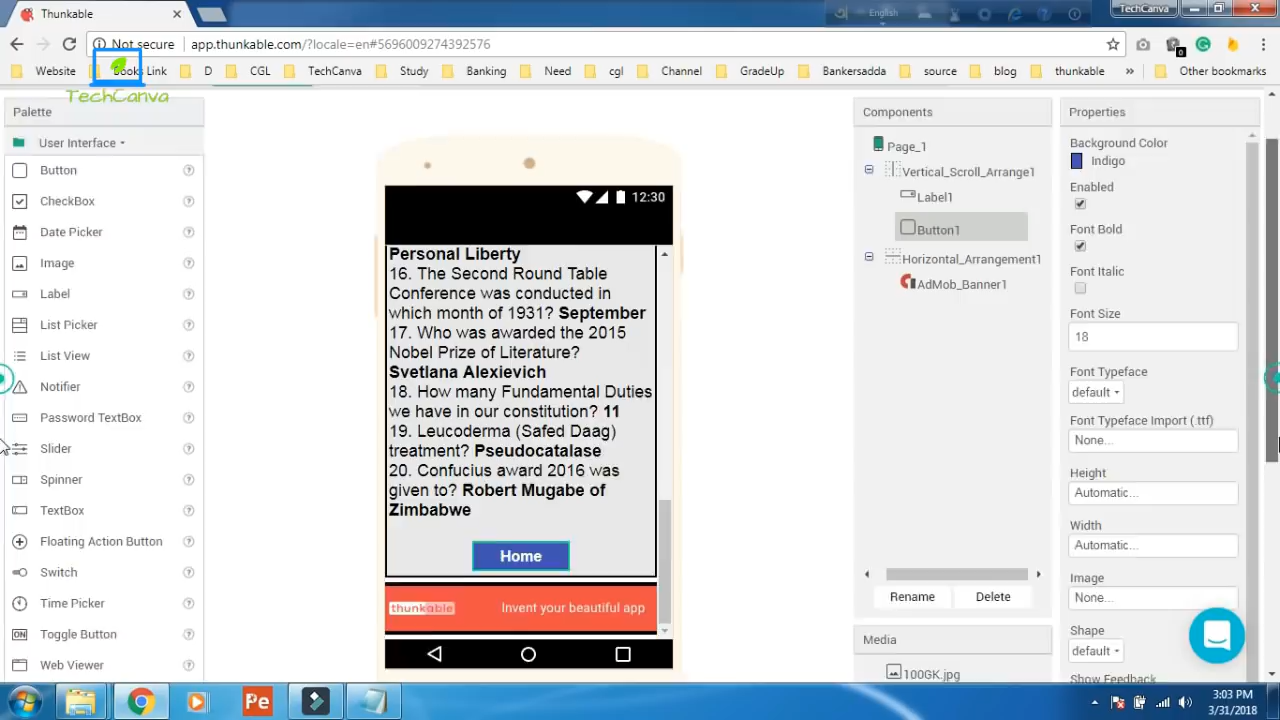 Thunkable
English
TechCanva
Not secure
app.thunkable.com/?locale=en#5696009274392576
0
Website
Books Link
D
CGL
TechCanva
Study
Banking
Need
cgl
Channel
GradeUp
Bankersadda
source
blog
thunkable
»
Other bookmarks
TechCanva
Palette
User Interface
Button
CheckBox
Date Picker
Image
Label
List Picker
List View
Notifier
Password TextBox
Slider
Spinner
TextBox
Floating Action Button
Switch
Time Picker
Toggle Button
Web Viewer
12:30
Personal Liberty
16. The Second Round Table
Conference was conducted in
which month of 1931? September
17. Who was awarded the 2015
Nobel Prize of Literature?
Svetlana Alexievich
18. How many Fundamental Duties
we have in our constitution? 11
19. Leucoderma (Safed Daag)
treatment? Pseudocatalase
20. Confucius award 2016 was
given to? Robert Mugabe of
Zimbabwe
Home
thunkable
Invent your beautiful app
Components
Page_1
Vertical_Scroll_Arrange1
Label1
Button1
Horizontal_Arrangement1
AdMob_Banner1
Rename
Delete
Media
100GK.jpg
Properties
Background Color
Indigo
Enabled
Font Bold
Font Italic
Font Size
18
Font Typeface
default
Font Typeface Import (.ttf)
None...
Height
Automatic...
Width
Automatic...
Image
None...
Shape
default
Show Feedback
Pe
3:03 PM
3/31/2018